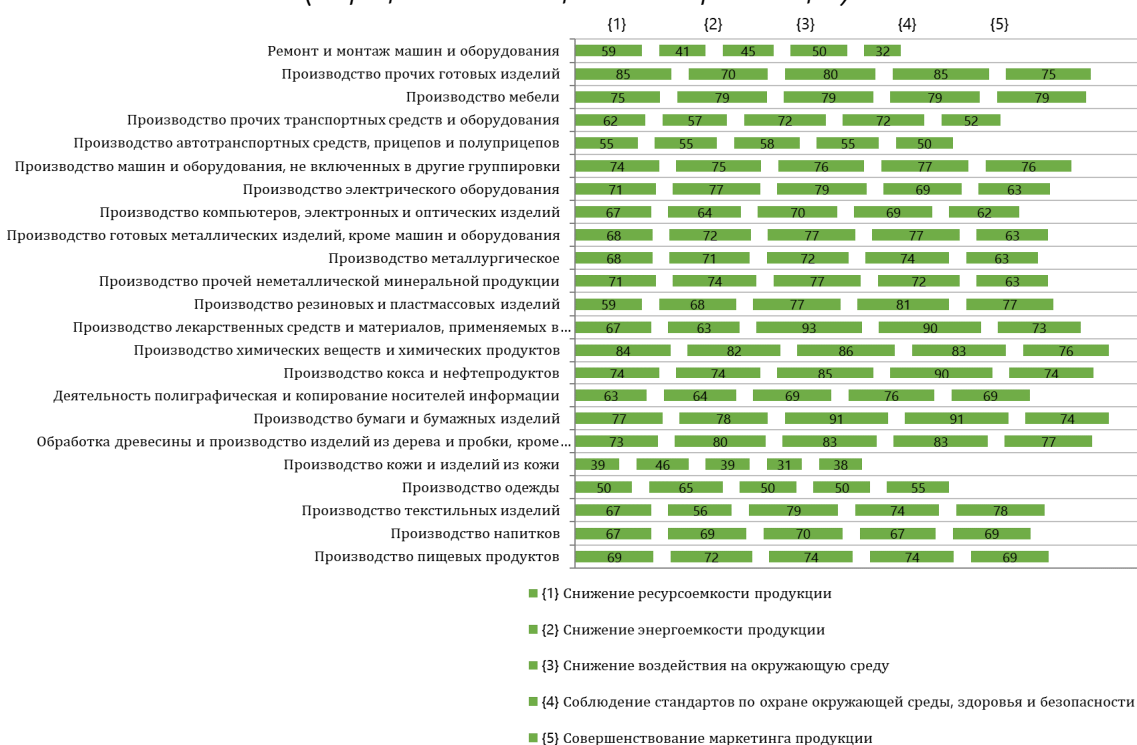 {1} {2} {3} {4} {5}
Ремонт и монтаж машин и оборудования 59 41 45 50 32
Производство прочих готовых изделий 85 70 80 85 75
Производство мебели 75 79 79 79 79
Производство прочих транспортных средств и оборудования 62 57 72 72 52
Производство автотранспортных средств, прицепов и полуприцепов 55 55 58 55 50
Производство машин и оборудования, не включенных в другие группировки 74 75 76 77 76
Производство электрического оборудования 71 77 79 69 63
Производство компьютеров, электронных и оптических изделий 67 64 70 69 62
Производство готовых металлических изделий, кроме машин и оборудования 68 72 77 77 63
Производство металлургическое 68 71 72 74 63
Производство прочей неметаллической минеральной продукции 71 74 77 72 63
Производство резиновых и пластмассовых изделий 59 68 77 81 77
Производство лекарственных средств и материалов, применяемых в... 67 63 93 90 73
Производство химических веществ и химических продуктов 84 82 86 83 76
Производство кокса и нефтепродуктов 74 74 85 90 74
Деятельность полиграфическая и копирование носителей информации 63 64 69 76 69
Производство бумаги и бумажных изделий 77 78 91 91 74
Обработка древесины и производство изделий из дерева и пробки, кроме... 73 80 83 83 77
Производство кожи и изделий из кожи 39 46 39 31 38
Производство одежды 50 65 50 50 55
Производство текстильных изделий 67 56 79 74 78
Производство напитков 67 69 70 67 69
Производство пищевых продуктов 69 72 74 74 69
{1} Снижение ресурсоемкости продукции
{2} Снижение энергоемкости продукции
{3} Снижение воздействия на окружающую среду
{4} Соблюдение стандартов по охране окружающей среды, здоровья и безопасности
{5} Совершенствование маркетинга продукции